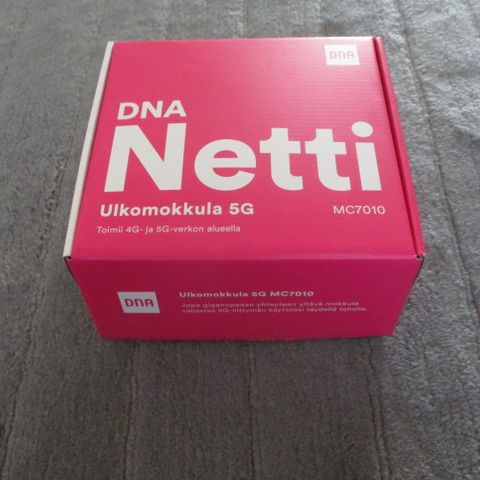 DNA
DNA
Netti
Ulkomokkula 5G MC7010
Toimii 4G- ja 5G-verkon alueella
DNA
Ulkomokkula 5G MC7010
Jopa giganopeaan yhteyteen yltävä mokkula
valjastaa 5G-liittymän käyttöösi täydellä teholla.